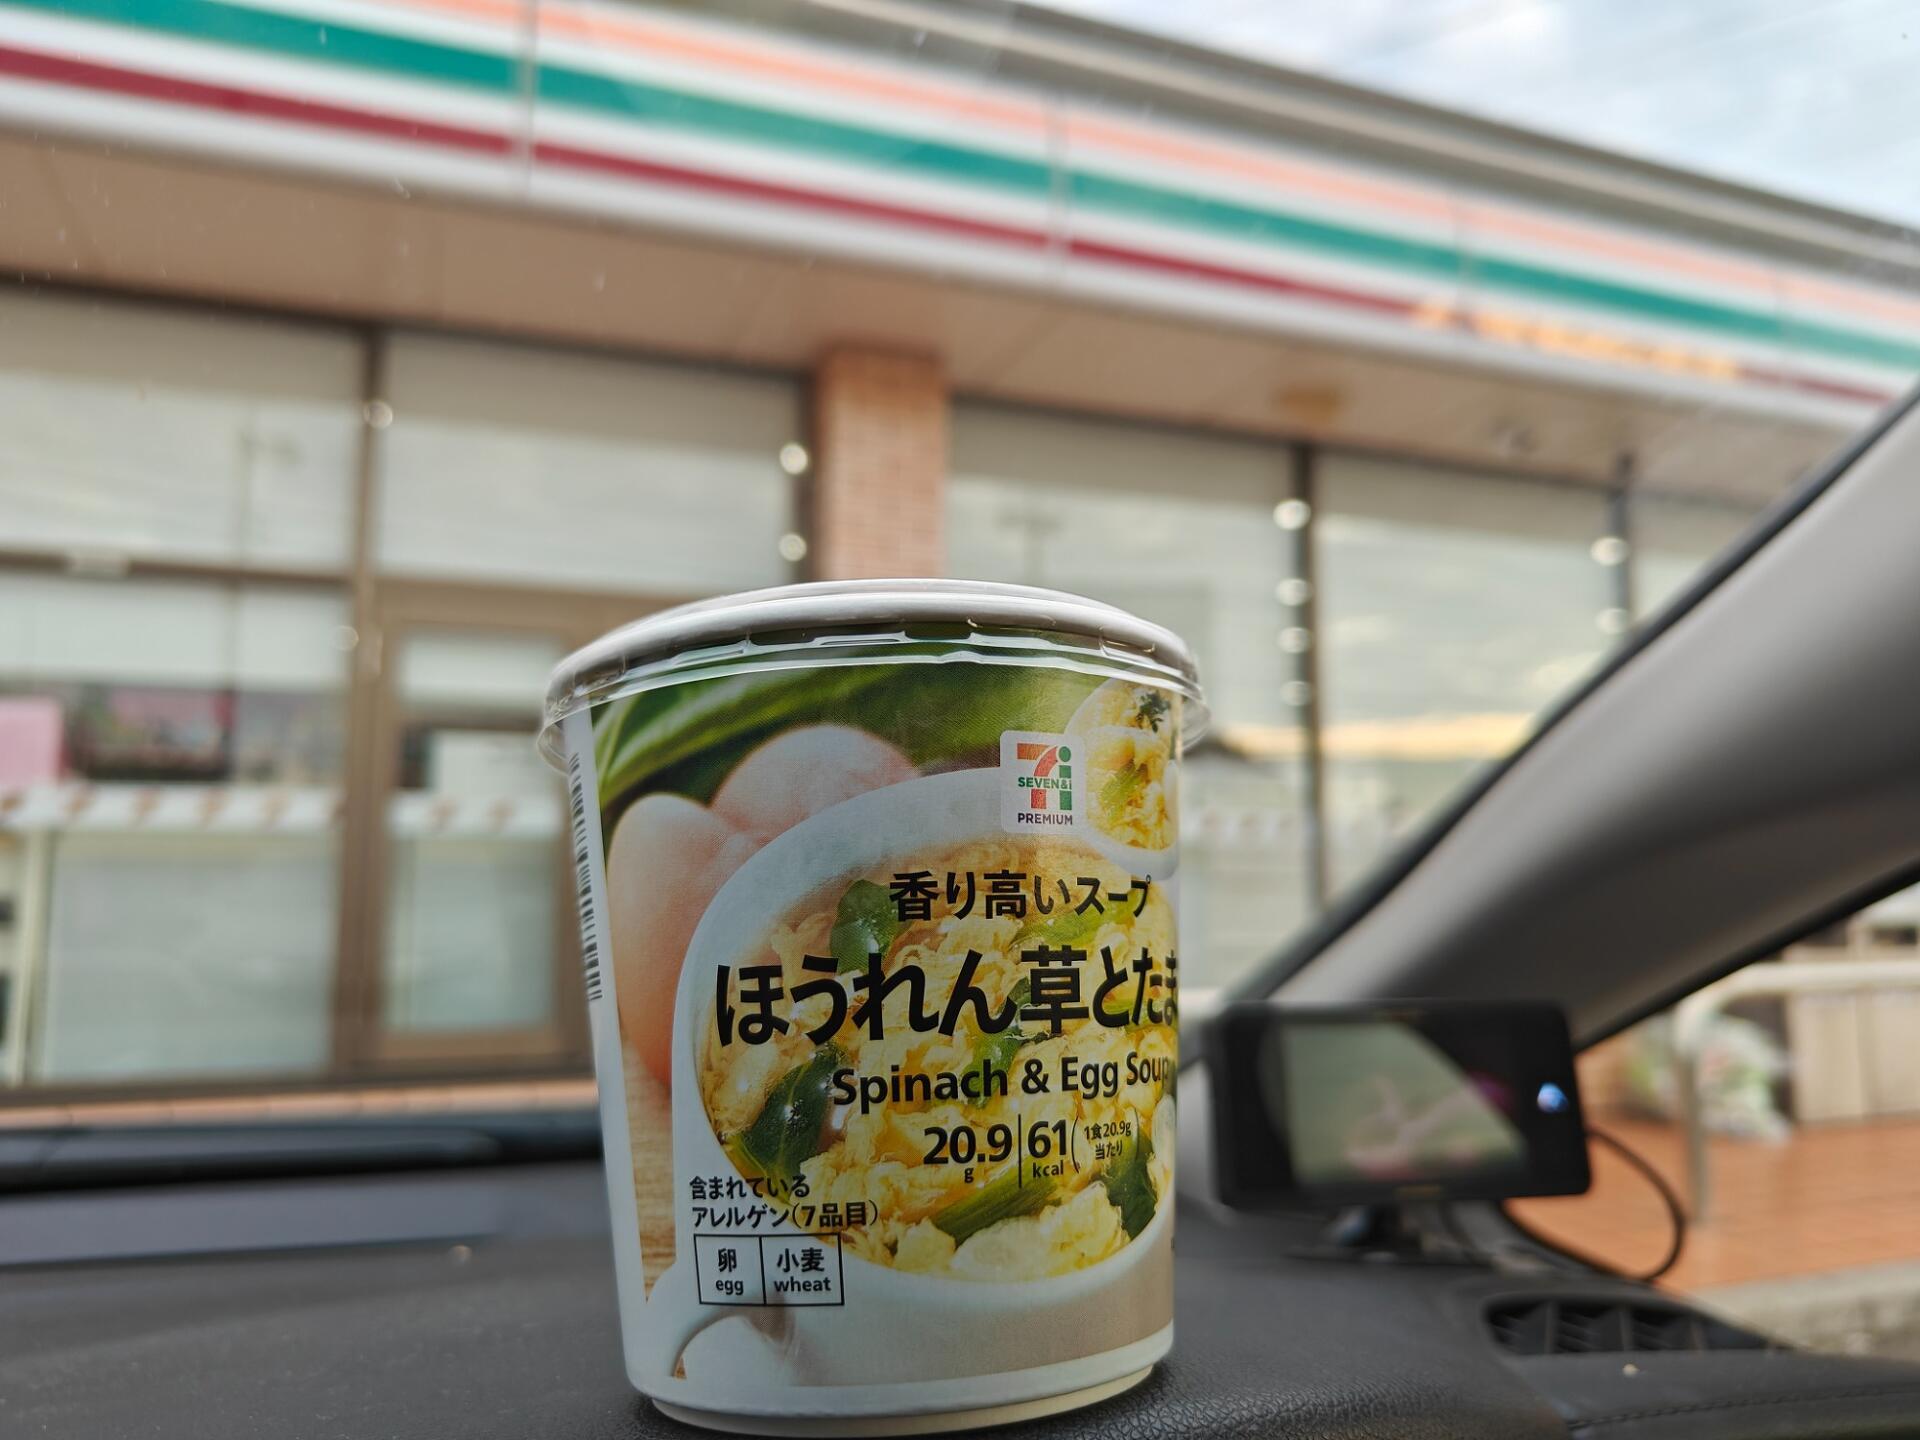 7i
SEVEN&i
PREMIUM
香り高いスープ
ほうれん草とたま
Spinach & Egg Soup
20.9 g | 61 kcal (1食20.9g 当たり)
含まれている
アレルゲン(7品目)
卵 小麦
egg wheat